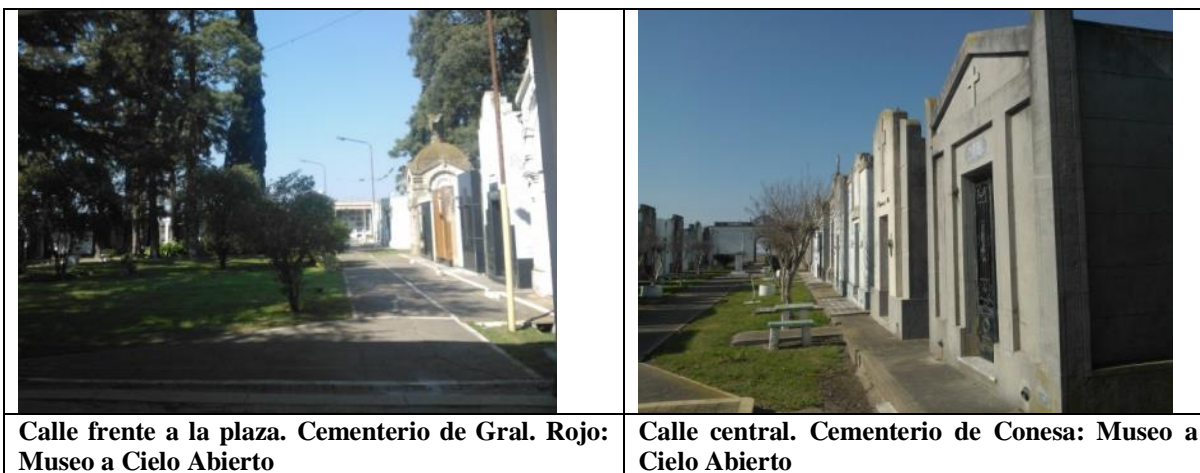 Calle frente a la plaza. Cementerio de Gral. Rojo:
Museo a Cielo Abierto
Calle central. Cementerio de Conesa: Museo a
Cielo Abierto